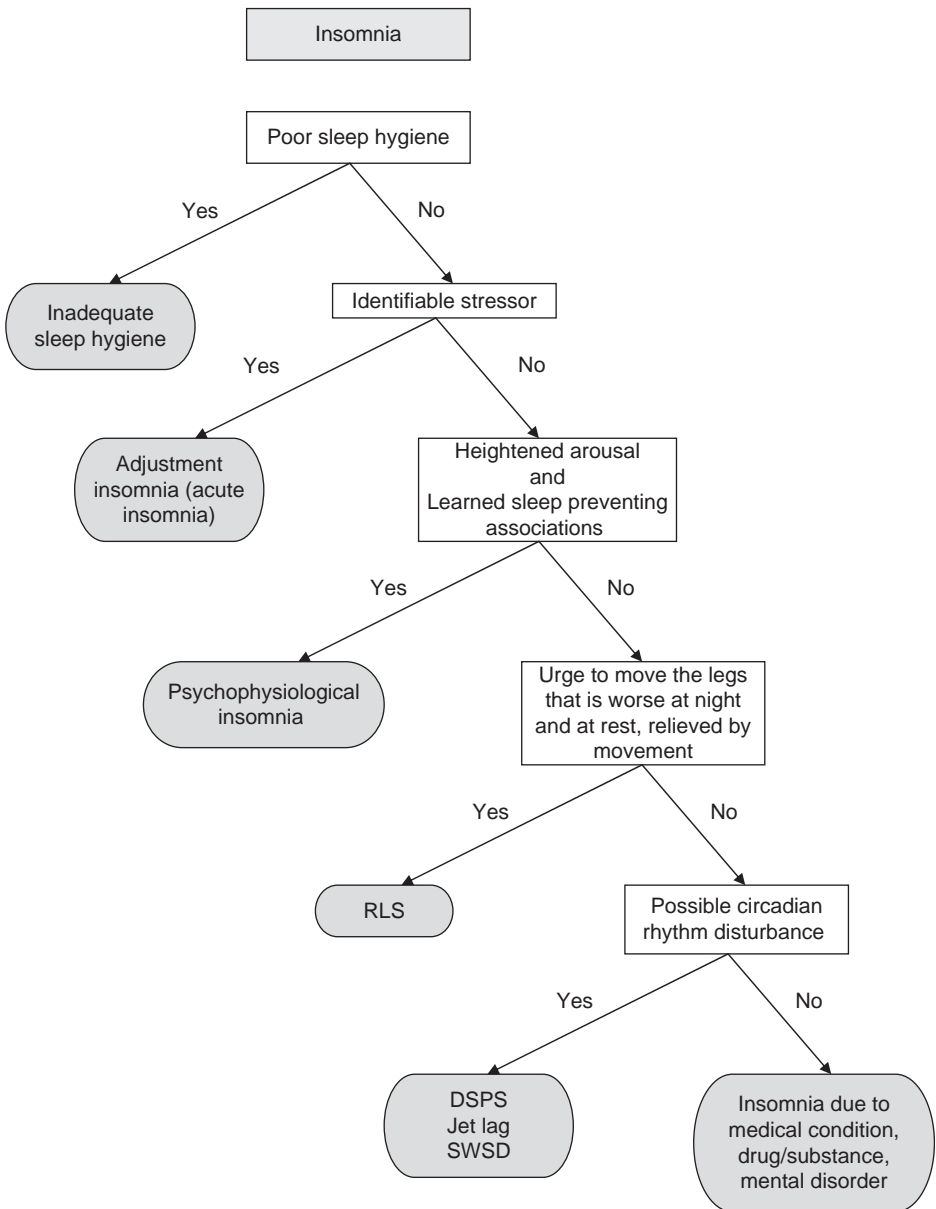 Insomnia
Poor sleep hygiene
Yes
No
Inadequate
sleep hygiene
Identifiable stressor
Yes
No
Adjustment
insomnia (acute
insomnia)
Heightened arousal
and
Learned sleep preventing
associations
Yes
No
Psychophysiological
insomnia
Urge to move the legs
that is worse at night
and at rest, relieved by
movement
Yes
No
RLS
Possible circadian
rhythm disturbance
Yes
No
DSPS
Jet lag
SWSD
Insomnia due to
medical condition,
drug/substance,
mental disorder